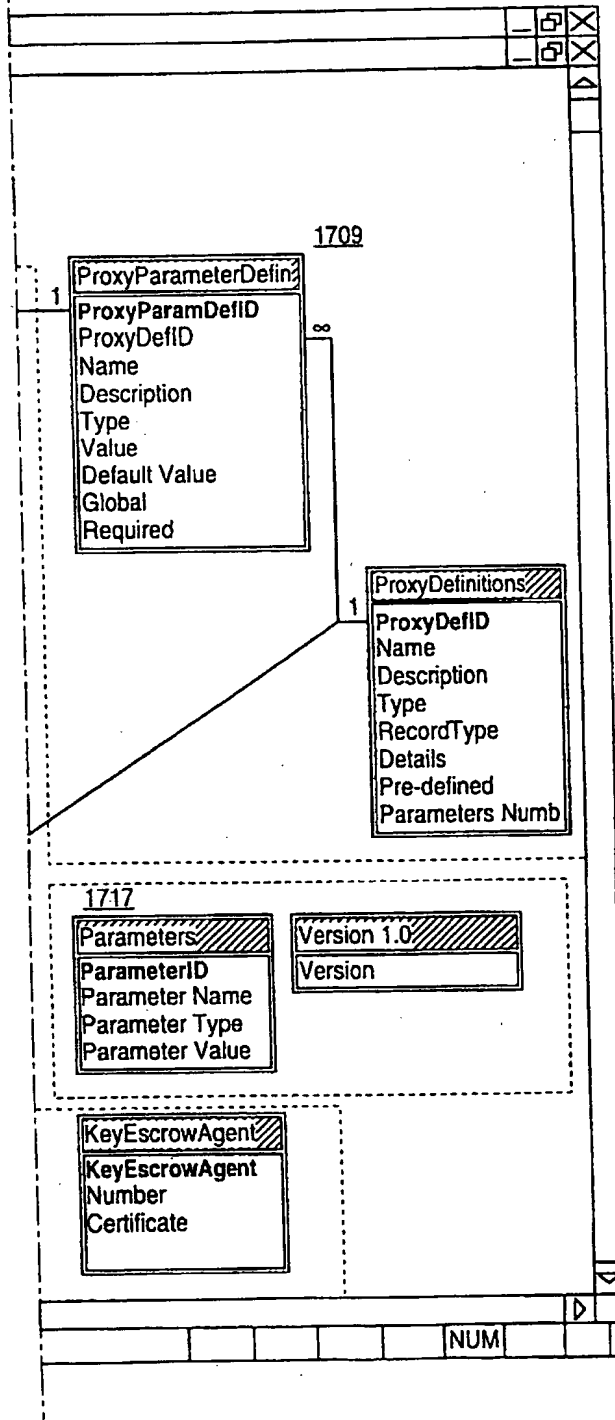 1709
ProxyParameterDefin
1
ProxyParamDefID
ProxyDefID
∞
Name
Description
Type
Value
Default Value
Global
Required
ProxyDefinitions
1
ProxyDefID
Name
Description
Type
RecordType
Details
Pre-defined
Parameters Numb
1717
Parameters
ParameterID
Parameter Name
Parameter Type
Parameter Value
Version 1.0
Version
KeyEscrowAgent
KeyEscrowAgent
Number
Certificate
NUM